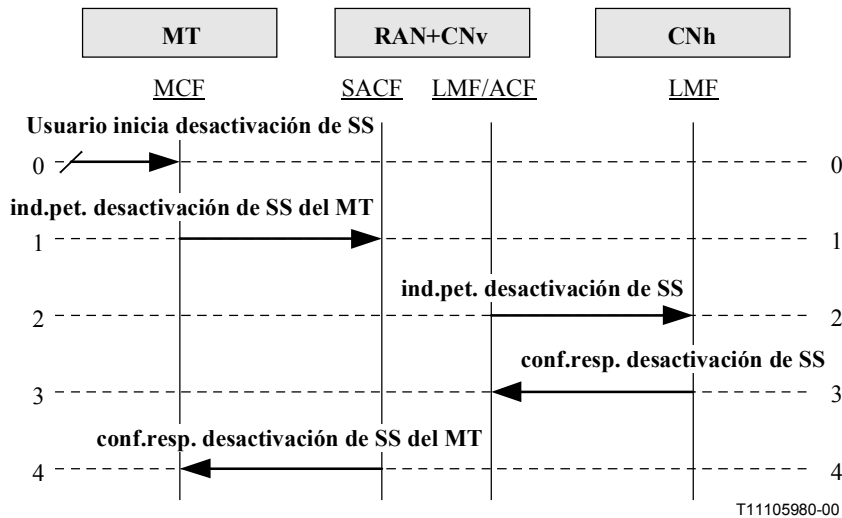 MT RAN+CNv CNh
MCF SACF LMF/ACF LMF
Usuario inicia desactivación de SS
0 0
ind.pet. desactivación de SS del MT
1 1
ind.pet. desactivación de SS
2 2
conf.resp. desactivación de SS
3 3
conf.resp. desactivación de SS del MT
4 4
T11105980-00